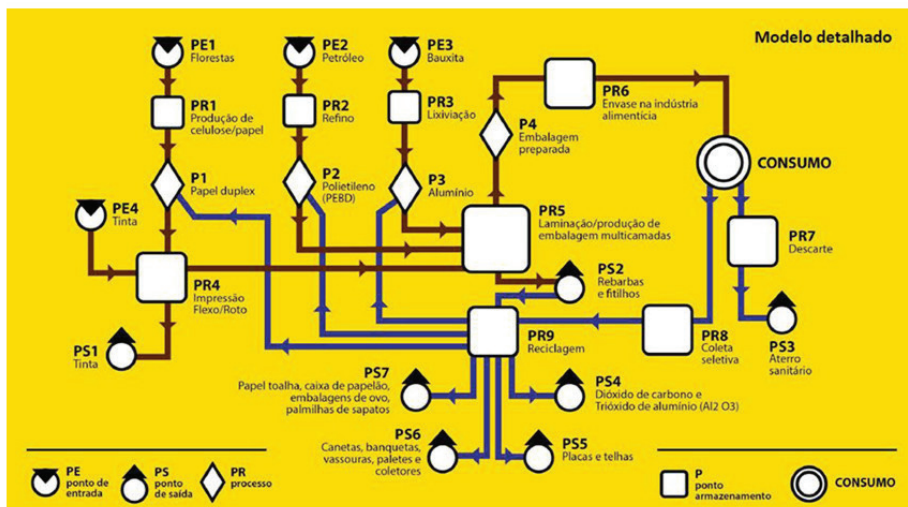 Modelo detalhado
PE1
Florestas
PE2
Petróleo
PE3
Bauxita
PR1
Produção de
celulose/papel
PR2
Refino
PR3
Lixiviação
PR6
Envase na indústria
alimentícia
P4
Embalagem
preparada
CONSUMO
P1
Papel duplex
P2
Polietileno
(PEBD)
P3
Alumínio
PE4
Tinta
PR5
Laminação/produção de
embalagem multicamadas
PR7
Descarte
PR4
Impressão
Flexo/Roto
PS2
Rebarbas
e fitilhos
PS1
Tinta
PR9
Reciclagem
PR8
Coleta
seletiva
PS3
Aterro
sanitário
PS7
Papel toalha, caixa de papelão,
embalagens de ovo,
palmilhas de sapatos
PS4
Dióxido de carbono e
Trióxido de alumínio (Al2 O3)
PS6
Canetas, banquetas,
vassouras, paletes e
coletores
PS5
Placas e telhas
PE
ponto de
entrada
PS
ponto
de saída
PR
processo
P
ponto
armazenamento
CONSUMO